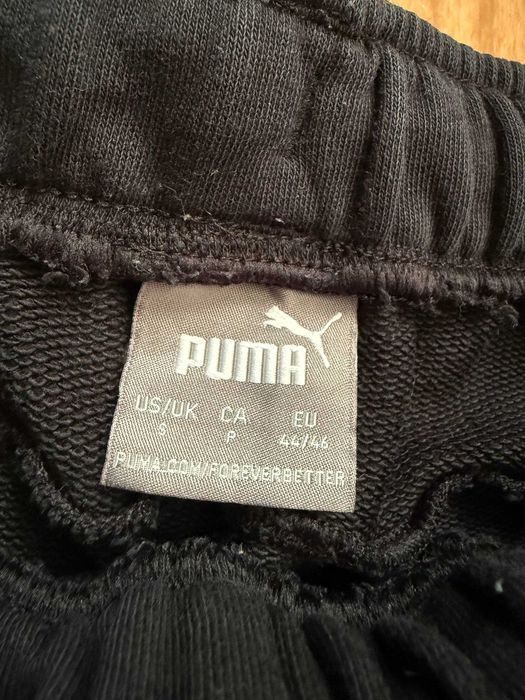 PUMA
US/UK CA EU
S P 44/46
PUMA.COM/FOREVERBETTER